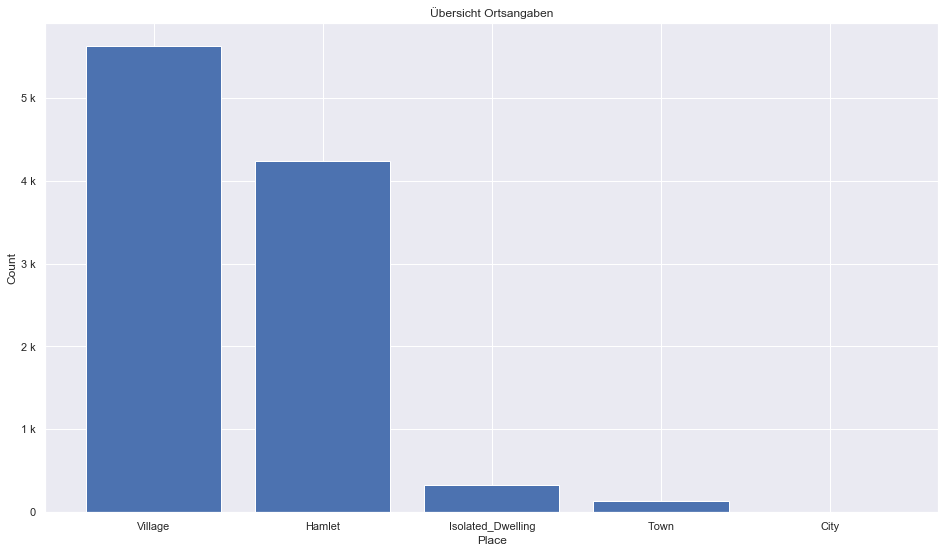 Übersicht Ortsangaben
5 k
4 k
3 k
2 k
1 k
0
Count
Village Hamlet Isolated_Dwelling Town City
Place